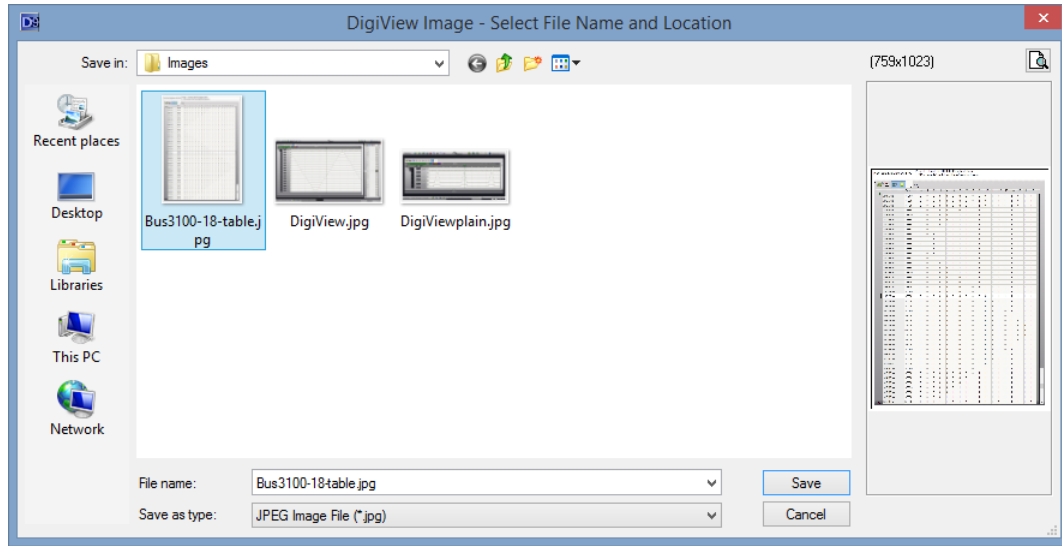 DigiView Image - Select File Name and Location
Save in:
Images
(759x1023)
Recent places
Desktop
Libraries
This PC
Network
Bus3100-18-table.j
pg
DigiView.jpg
DigiViewplain.jpg
File name:
Bus3100-18-table.jpg
Save
Save as type:
JPEG Image File (*.jpg)
Cancel